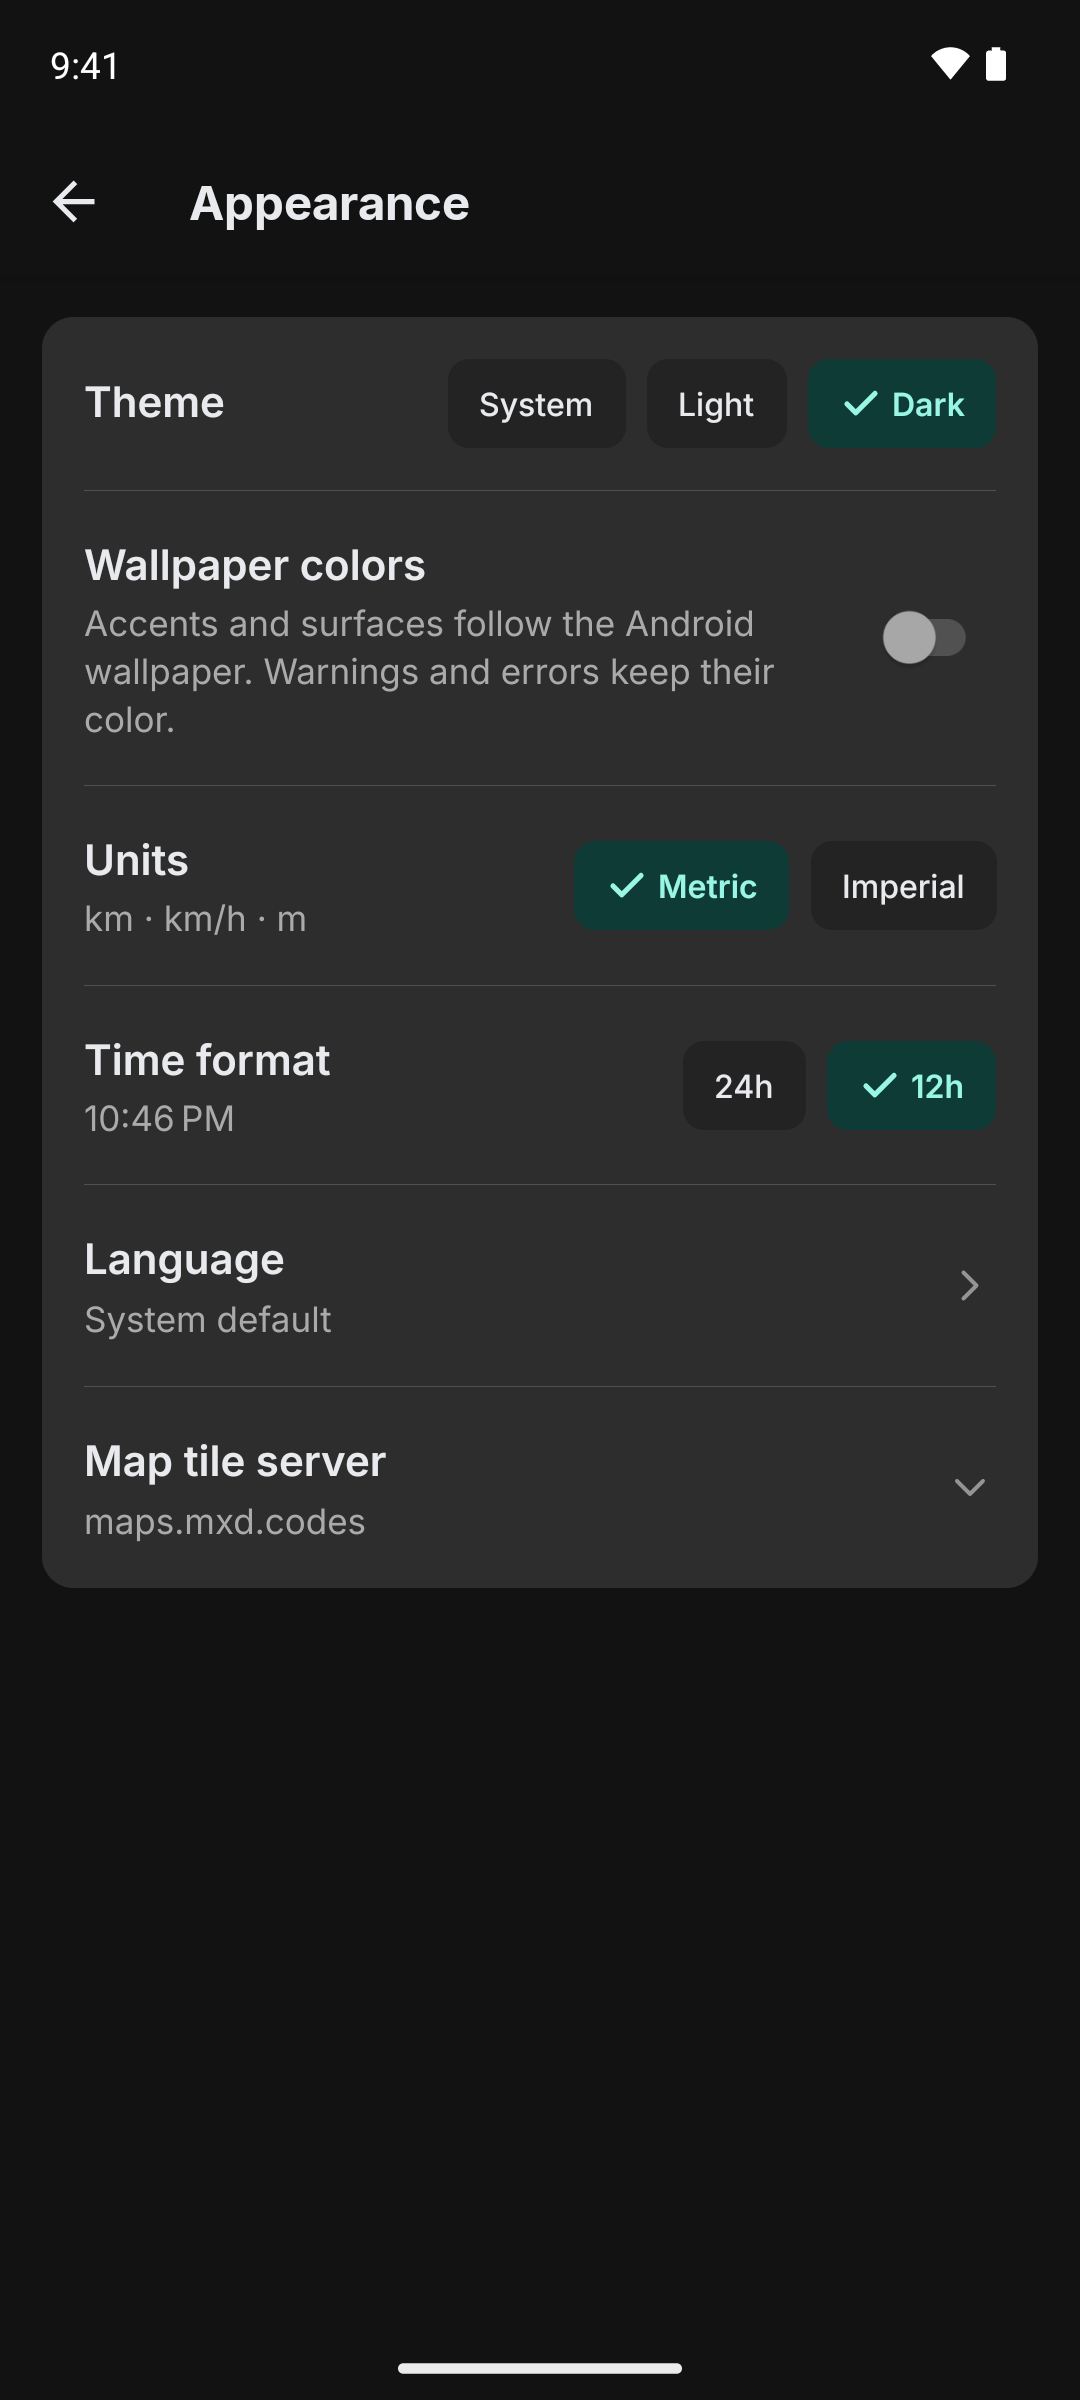 9:41
Appearance
Theme
System
Light
Dark
Wallpaper colors
Accents and surfaces follow the Android
wallpaper. Warnings and errors keep their
color.
Units
km · km/h · m
Metric
Imperial
Time format
10:46 PM
24h
12h
Language
System default
Map tile server
maps.mxd.codes